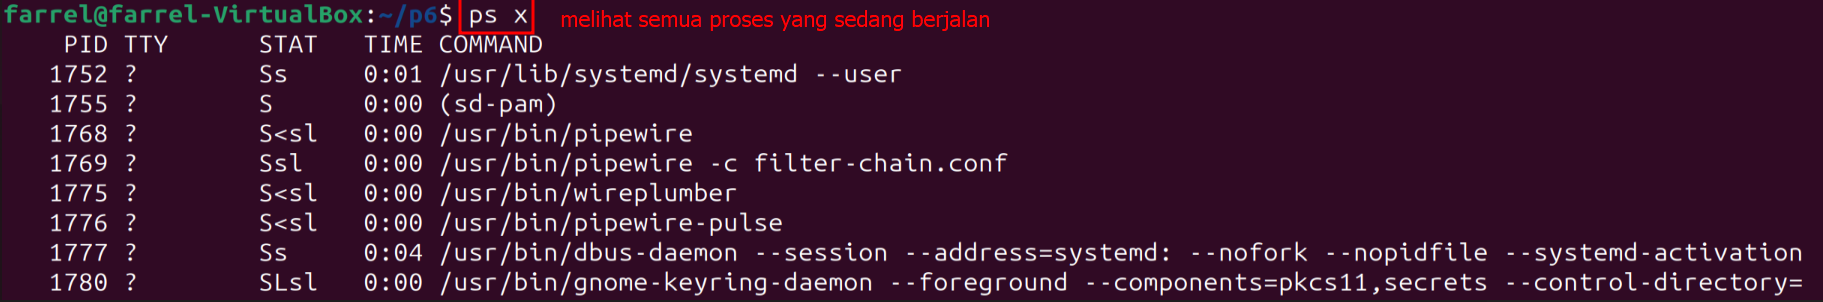 farrel@farrel-VirtualBox:~/p6$ ps x melihat semua proses yang sedang berjalan
PID TTY STAT TIME COMMAND
1752 ? Ss 0:01 /usr/lib/systemd/systemd --user
1755 ? S 0:00 (sd-pam)
1768 ? S<sl 0:00 /usr/bin/pipewire
1769 ? Ssl 0:00 /usr/bin/pipewire -c filter-chain.conf
1775 ? S<sl 0:00 /usr/bin/wireplumber
1776 ? S<sl 0:00 /usr/bin/pipewire-pulse
1777 ? Ss 0:04 /usr/bin/dbus-daemon --session --address=systemd: --nofork --nopidfile --systemd-activation
1780 ? SLsl 0:00 /usr/bin/gnome-keyring-daemon --foreground --components=pkcs11,secrets --control-directory=